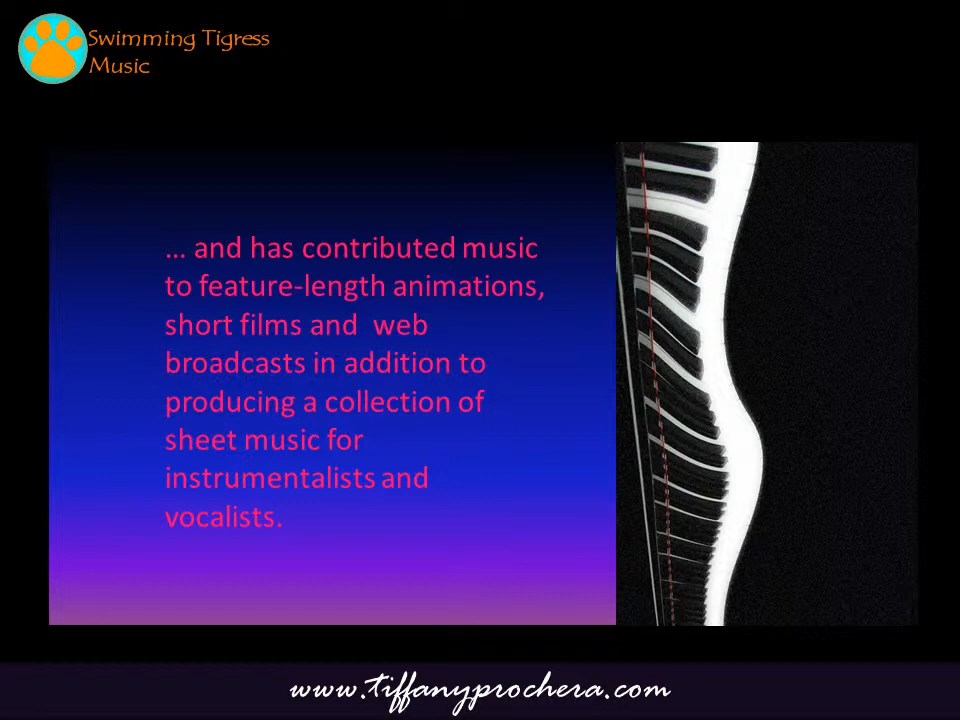 Swimming Tigress
Music
... and has contributed music
to feature-length animations,
short films and web
broadcasts in addition to
producing a collection of
sheet music for
instrumentalists and
vocalists.
www.tiffanyprochera.com